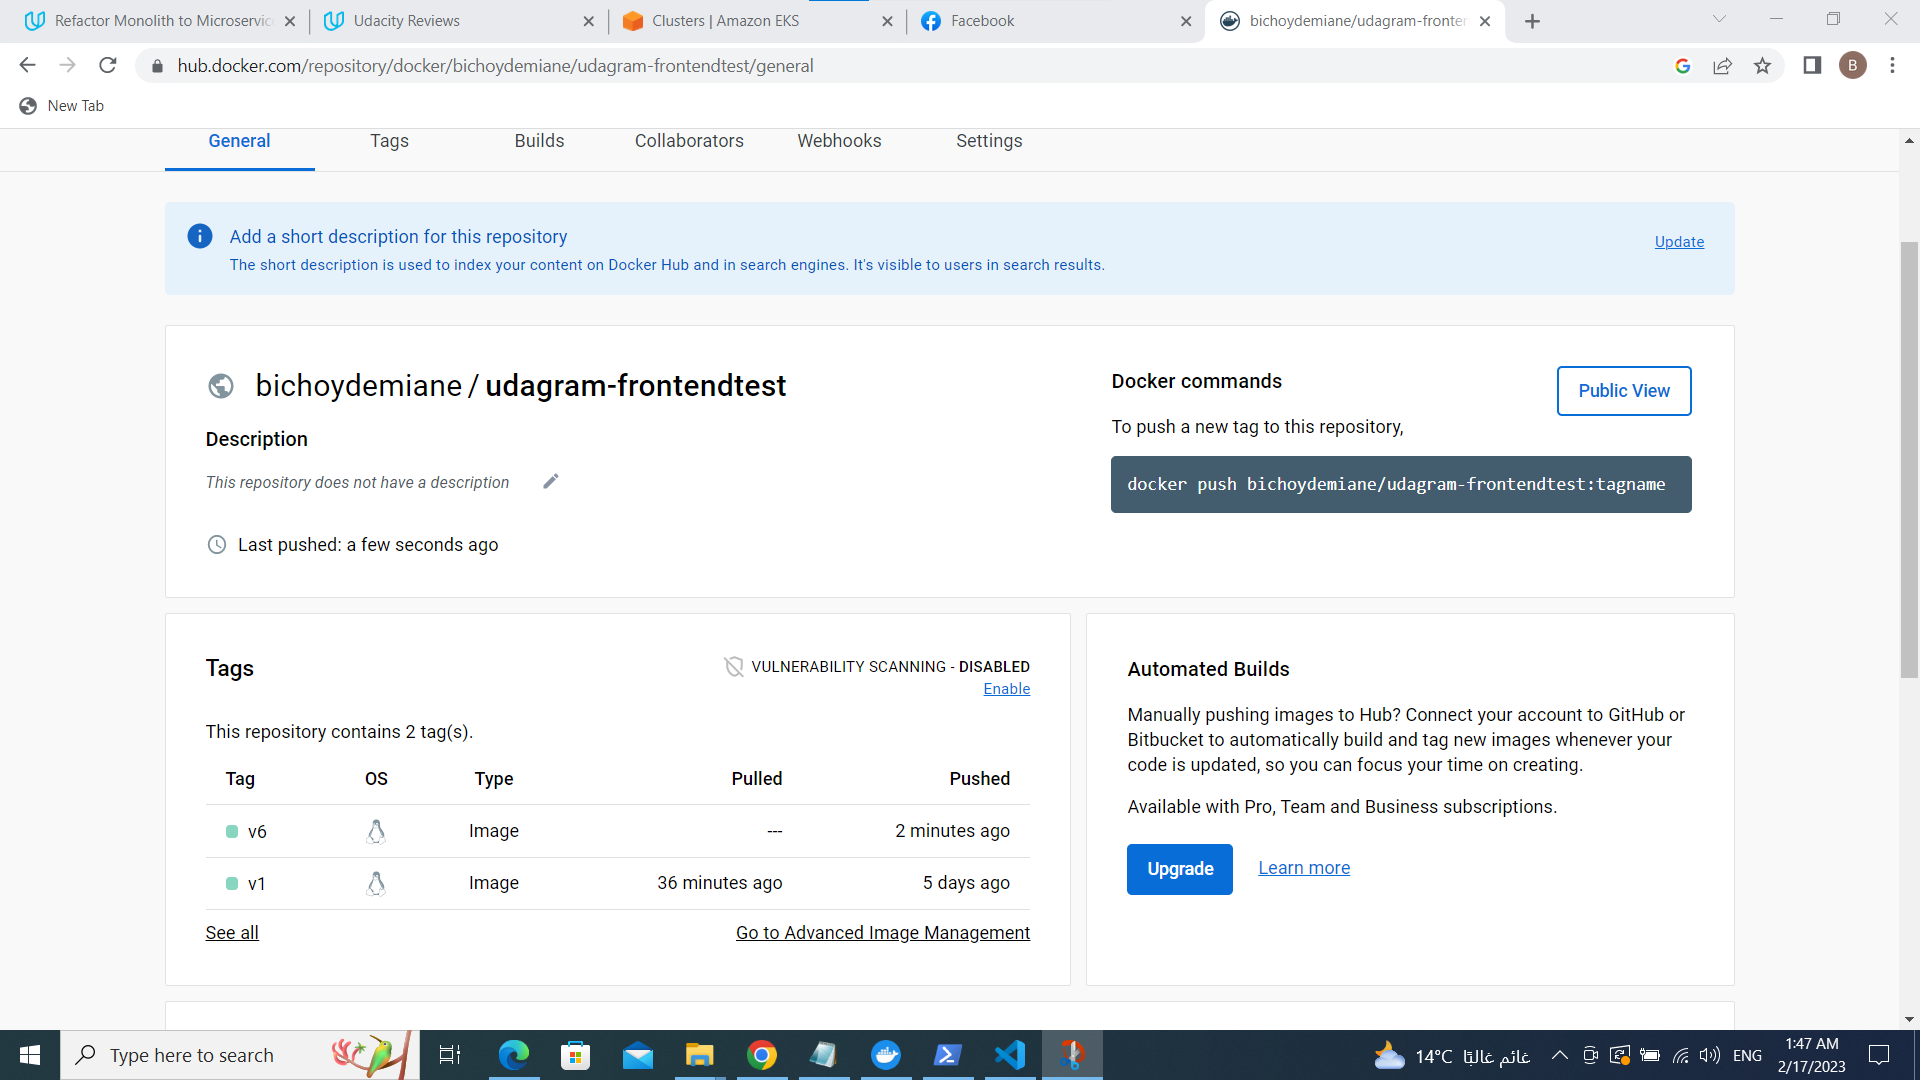 Refactor Monolith to Microservic
Udacity Reviews
Clusters | Amazon EKS
Facebook
bichoydemiane/udagram-fronten
hub.docker.com/repository/docker/bichoydemiane/udagram-frontendtest/general
B
New Tab
General
Tags
Builds
Collaborators
Webhooks
Settings
Add a short description for this repository
Update
The short description is used to index your content on Docker Hub and in search engines. It's visible to users in search results.
bichoydemiane / udagram-frontendtest
Description
This repository does not have a description
Last pushed: a few seconds ago
Docker commands
Public View
To push a new tag to this repository,
docker push bichoydemiane/udagram-frontendtest:tagname
Tags
VULNERABILITY SCANNING - DISABLED
Enable
This repository contains 2 tag(s).
Tag OS Type Pulled Pushed
v6 Image --- 2 minutes ago
v1 Image 36 minutes ago 5 days ago
See all
Go to Advanced Image Management
Automated Builds
Manually pushing images to Hub? Connect your account to GitHub or
Bitbucket to automatically build and tag new images whenever your
code is updated, so you can focus your time on creating.
Available with Pro, Team and Business subscriptions.
Upgrade
Learn more
Type here to search
14°C غائم غالبًا
ENG
1:47 AM
2/17/2023